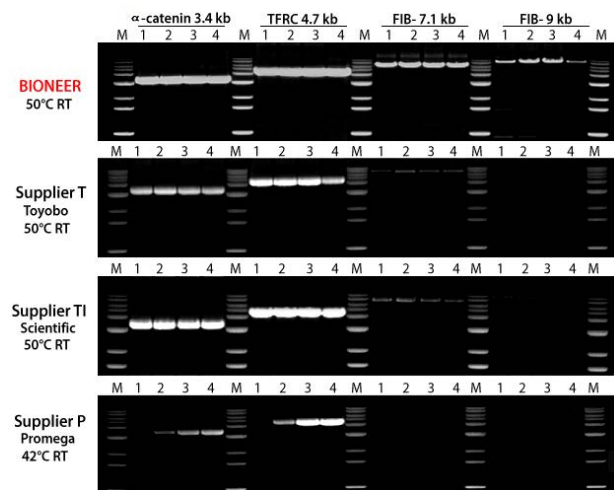 α-catenin 3.4 kb TFRC 4.7 kb FIB- 7.1 kb FIB- 9 kb
M 1 2 3 4 M 1 2 3 4 M 1 2 3 4 M 1 2 3 4 M
BIONEER
50°C RT
M 1 2 3 4 M 1 2 3 4 M 1 2 3 4 M 1 2 3 4 M
Supplier T
Toyobo
50°C RT
M 1 2 3 4 M 1 2 3 4 M 1 2 3 4 M 1 2 3 4 M
Supplier TI
Scientific
50°C RT
M 1 2 3 4 M 1 2 3 4 M 1 2 3 4 M 1 2 3 4 M
Supplier P
Promega
42°C RT